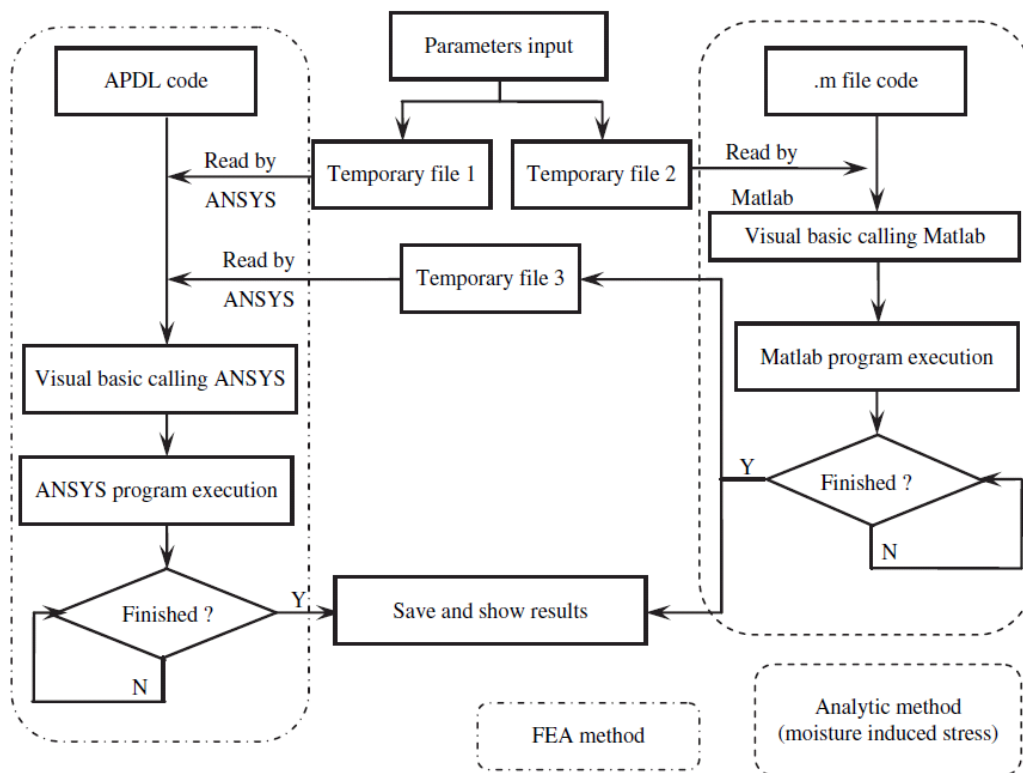 Parameters input
APDL code
.m file code
Read by
ANSYS
Temporary file 1
Temporary file 2
Read by
Matlab
Visual basic calling Matlab
Read by
ANSYS
Temporary file 3
Visual basic calling ANSYS
Matlab program execution
ANSYS program execution
Y
Finished ?
N
Finished ?
Y
N
Save and show results
FEA method
Analytic method
(moisture induced stress)